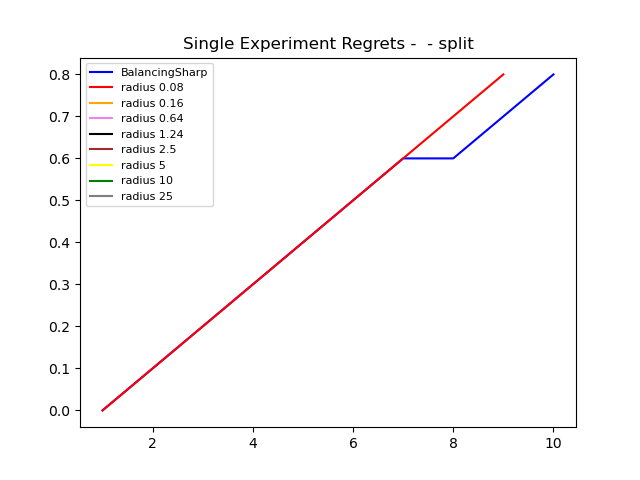 Single Experiment Regrets -  - split
BalancingSharp
radius 0.08
radius 0.16
radius 0.64
radius 1.24
radius 2.5
radius 5
radius 10
radius 25
0.8
0.7
0.6
0.5
0.4
0.3
0.2
0.1
0.0
2 4 6 8 10